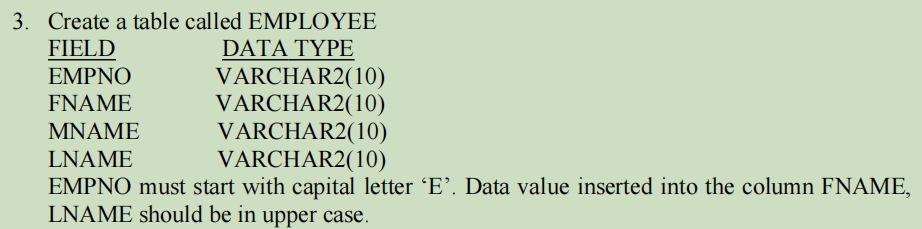 3. Create a table called EMPLOYEE
FIELD DATA TYPE
EMPNO VARCHAR2(10)
FNAME VARCHAR2(10)
MNAME VARCHAR2(10)
LNAME VARCHAR2(10)
EMPNO must start with capital letter ‘E’. Data value inserted into the column FNAME,
LNAME should be in upper case.